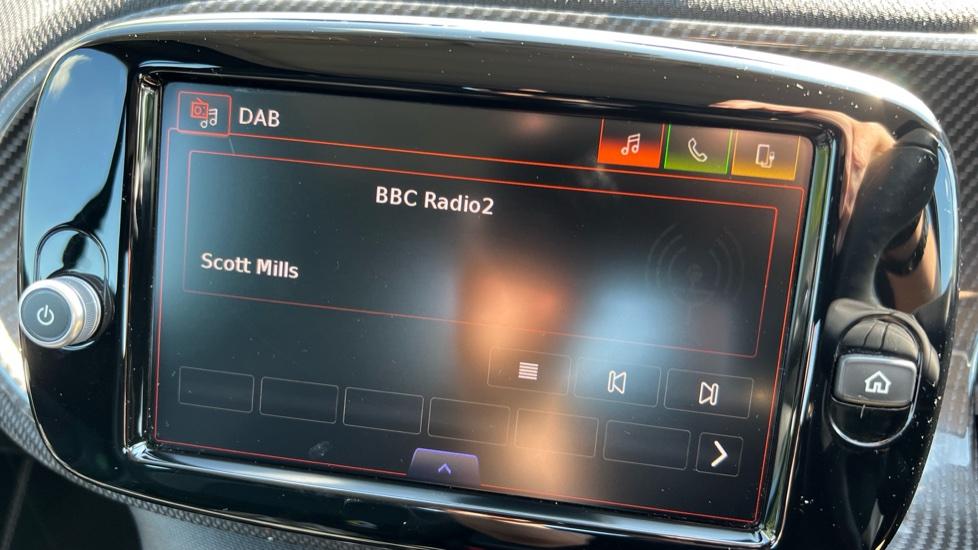 DAB
BBC Radio2
Scott Mills